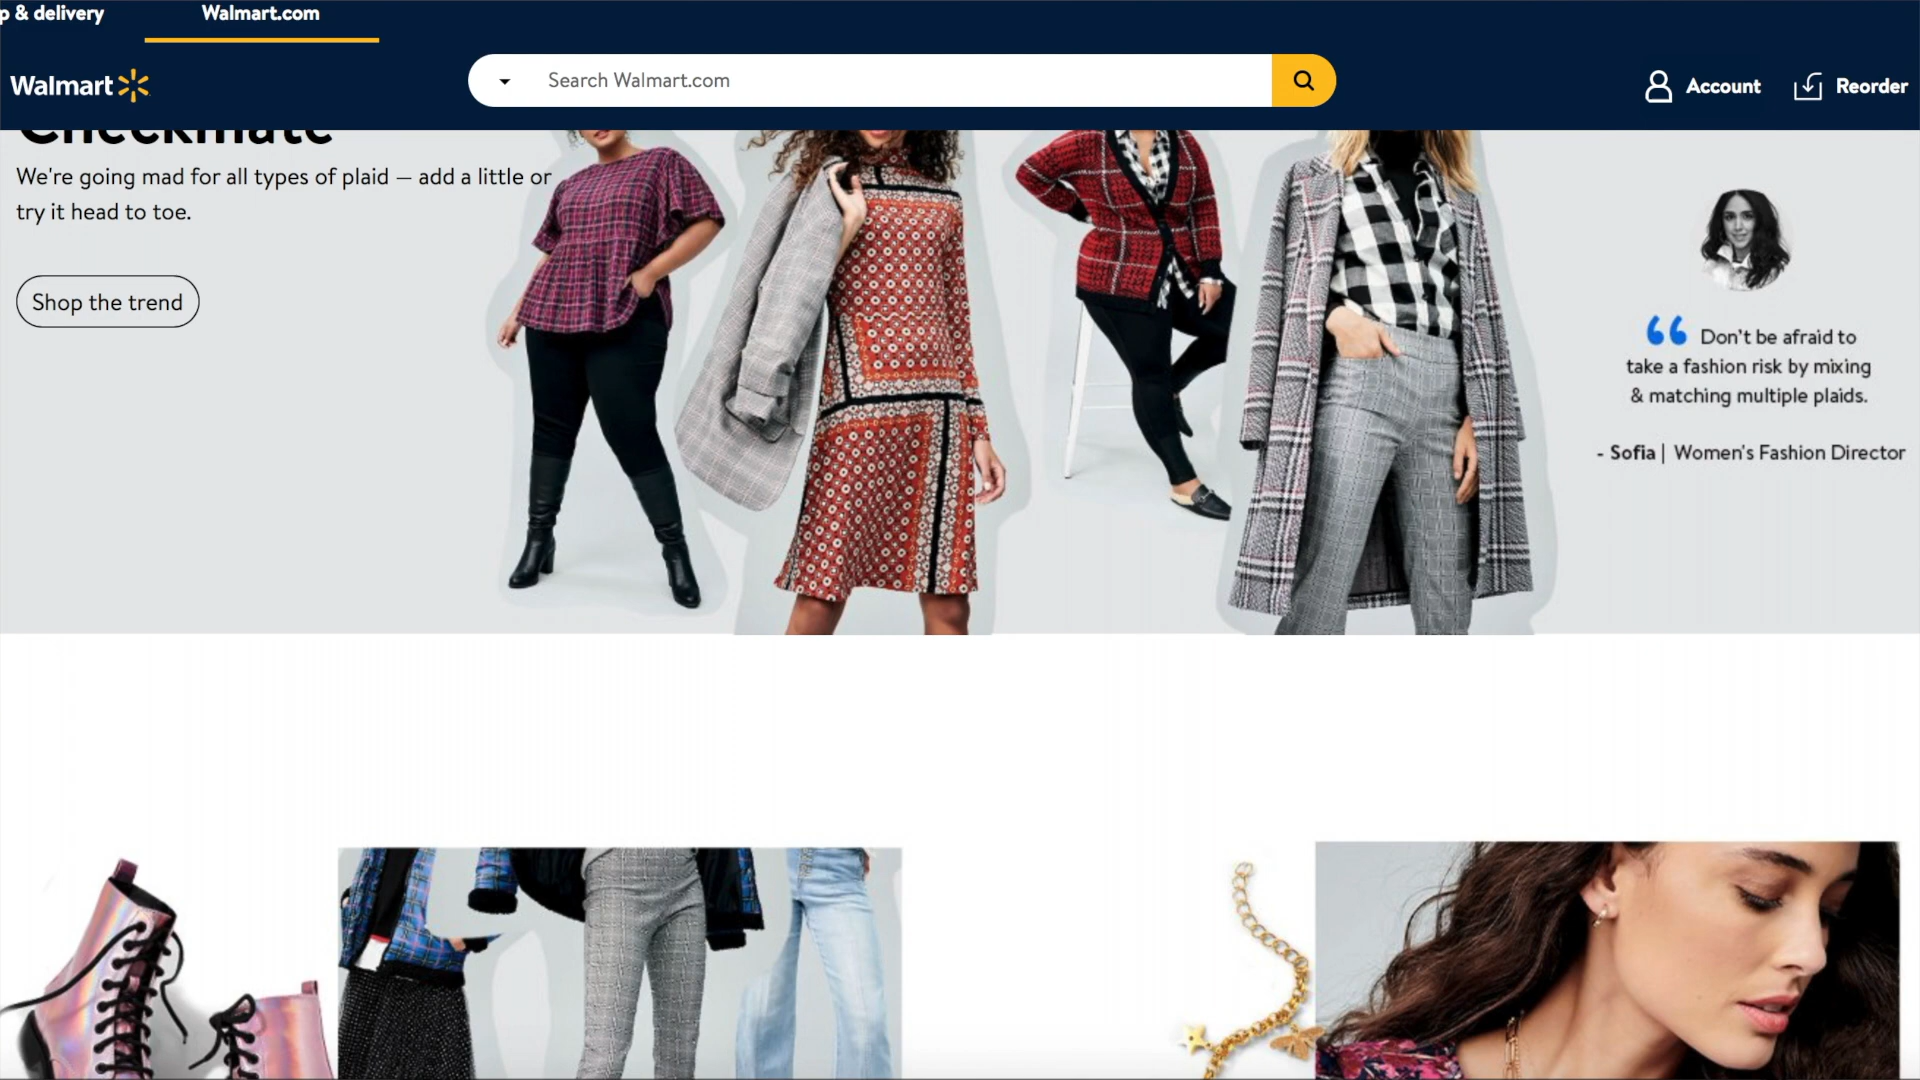 p & delivery
Walmart.com
Walmart
Search Walmart.com
Account
Reorder
Checkmate
We're going mad for all types of plaid — add a little or
try it head to toe.
Shop the trend
Don't be afraid to
take a fashion risk by mixing
& matching multiple plaids.
- Sofia | Women's Fashion Director